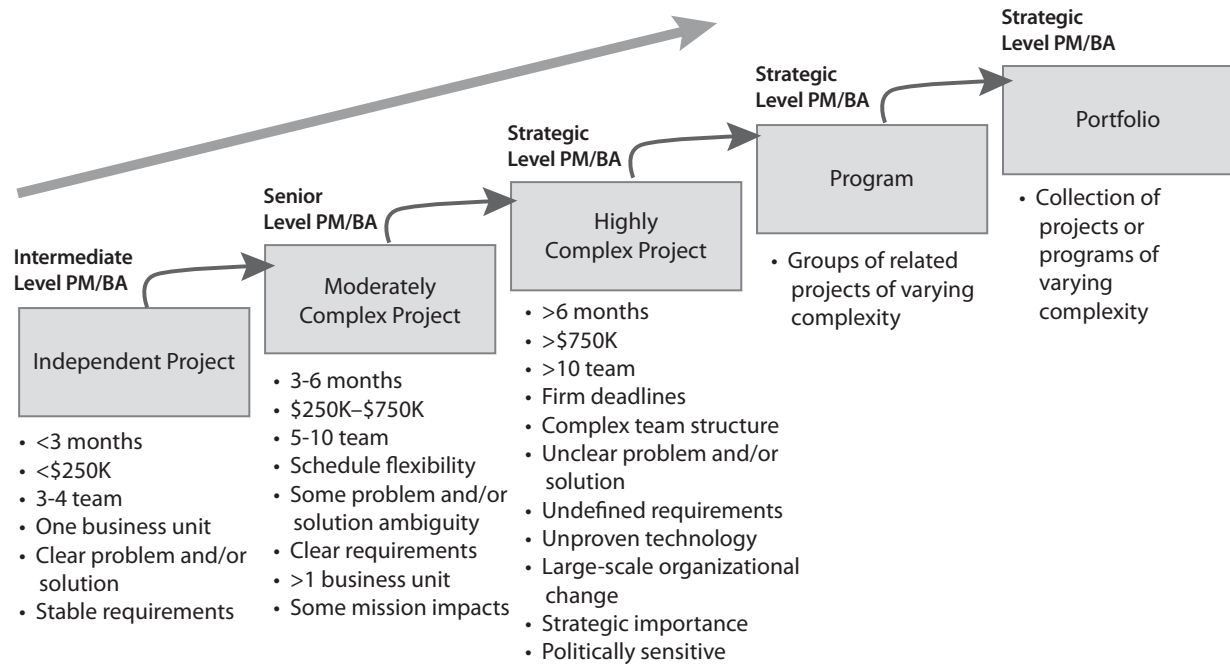 Intermediate
Level PM/BA
Independent Project
• <3 months
• <$250K
• 3-4 team
• One business unit
• Clear problem and/or
solution
• Stable requirements
Senior
Level PM/BA
Moderately
Complex Project
• 3-6 months
• $250K–$750K
• 5-10 team
• Schedule flexibility
• Some problem and/or
solution ambiguity
• Clear requirements
• >1 business unit
• Some mission impacts
Strategic
Level PM/BA
Highly
Complex Project
• >6 months
• >$750K
• >10 team
• Firm deadlines
• Complex team structure
• Unclear problem and/or
solution
• Undefined requirements
• Unproven technology
• Large-scale organizational
change
• Strategic importance
• Politically sensitive
Strategic
Level PM/BA
Program
• Groups of related
projects of varying
complexity
Strategic
Level PM/BA
Portfolio
• Collection of
projects or
programs of
varying
complexity